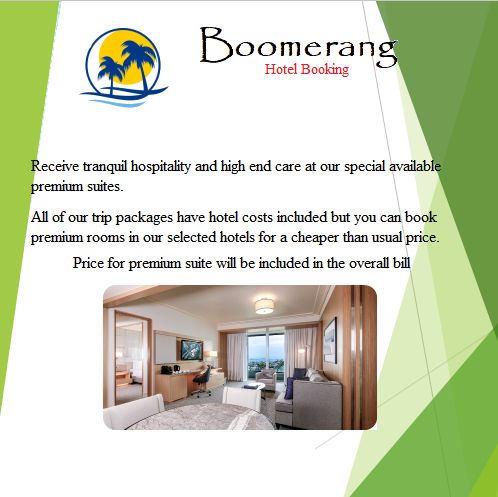 Boomerang
Hotel Booking
Receive tranquil hospitality and high end care at our special available
premium suites.
All of our trip packages have hotel costs included but you can book
premium rooms in our selected hotels for a cheaper than usual price.
Price for premium suite will be included in the overall bill